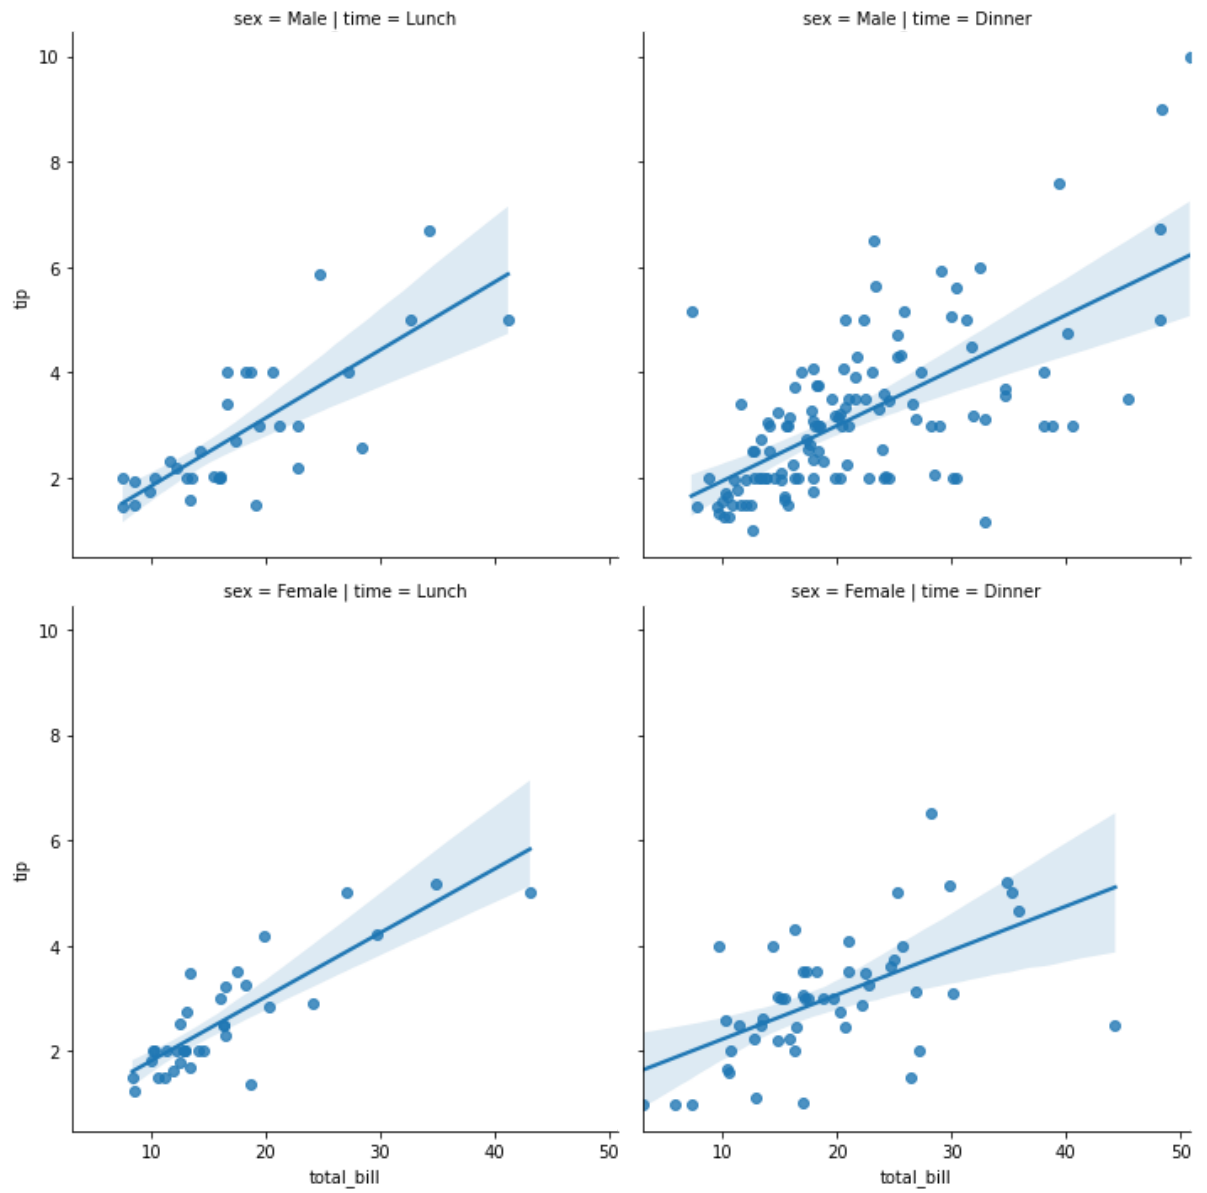 sex = Male | time = Lunch
sex = Male | time = Dinner
10
8
6
4
2
tip
sex = Female | time = Lunch
sex = Female | time = Dinner
10
8
6
4
2
tip
10 20 30 40 50
10 20 30 40 50
total_bill
total_bill